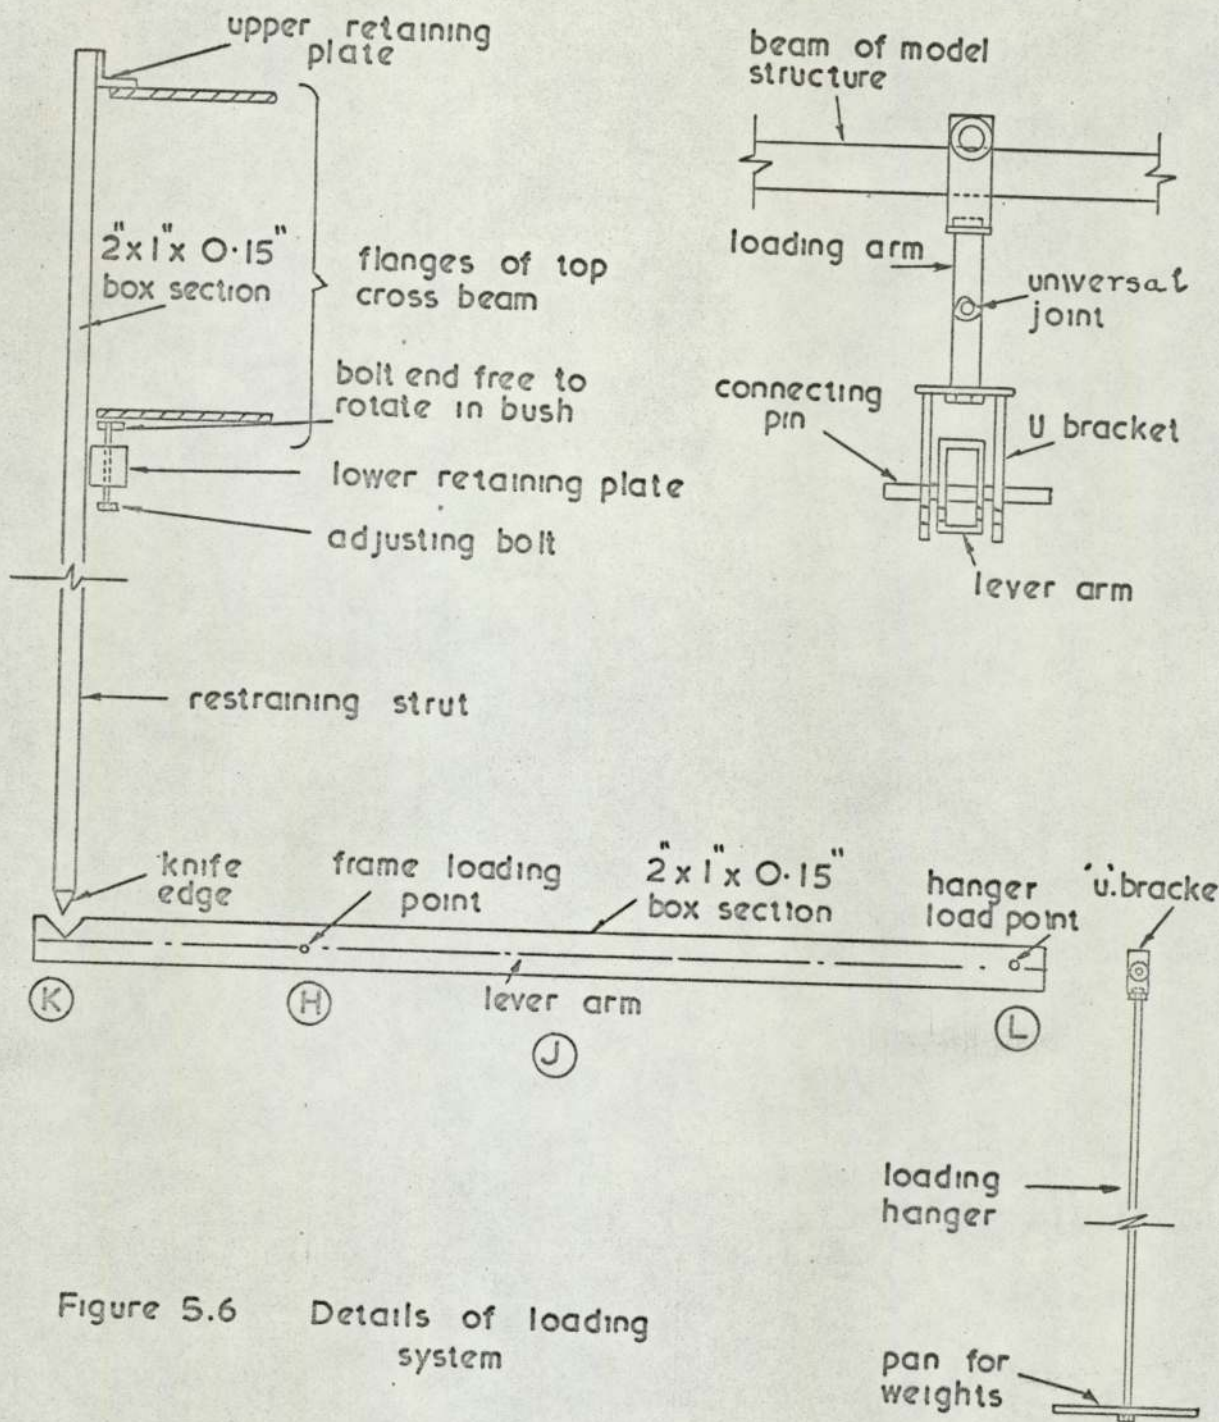 upper retaining
plate
2" x 1" x 0·15"
box section
flanges of top
cross beam
bolt end free to
rotate in bush
lower retaining plate
adjusting bolt
restraining strut
beam of model
structure
loading arm
universal
joint
connecting
pin
U bracket
lever arm
knife
edge
frame loading
point
2" x 1" x 0·15"
box section
hanger
load point
'u'.bracke
K
H
lever arm
J
L
loading
hanger
pan for
weights
Figure 5.6 Details of loading
system